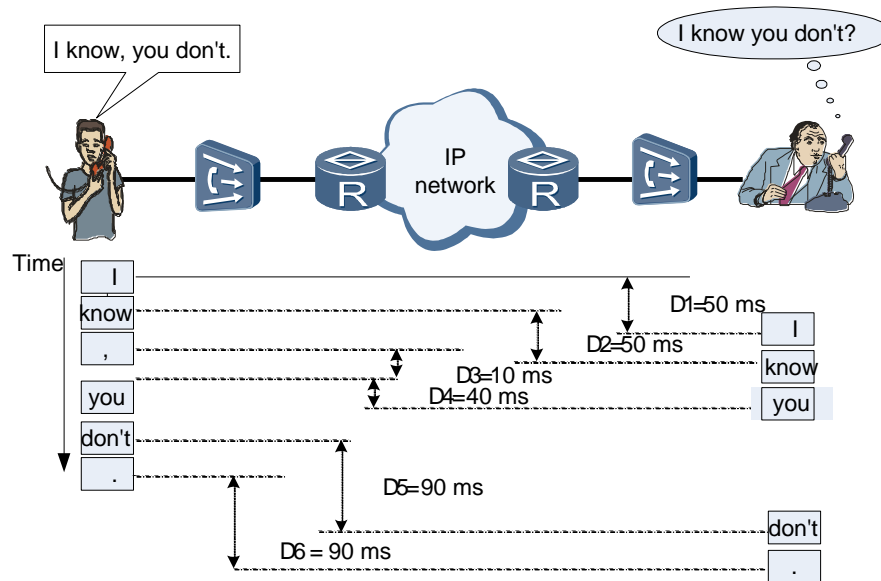 I know, you don't.
I know you don't?
IP
network
R
R
Time
I
know
,
you
don't
.
D1=50 ms
D2=50 ms
D3=10 ms
D4=40 ms
D5=90 ms
D6 = 90 ms
I
know
you
don't
.